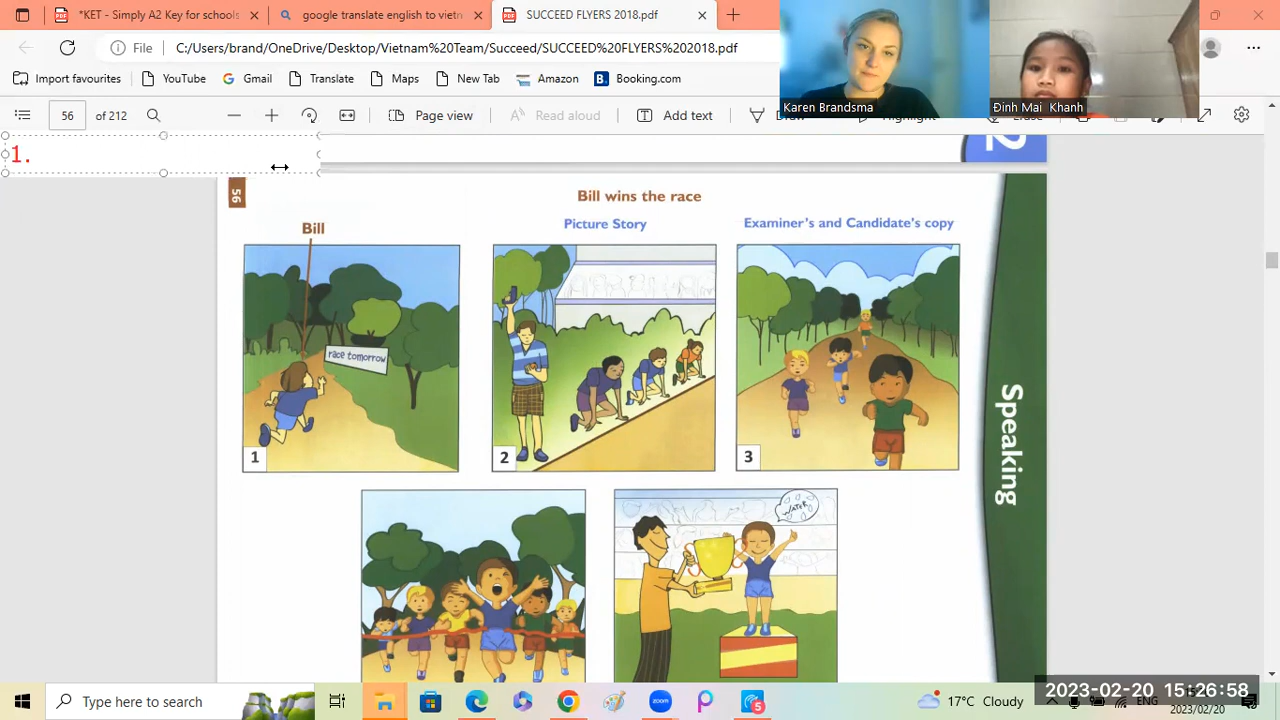 *KET - Simply A2 Key for schools
google translate english to vietn
SUCCEED FLYERS 2018.pdf
File
C:/Users/brand/OneDrive/Desktop/Vietnam%20Team/Succeed/SUCCEED%20FLYERS%202018.pdf
Import favourites
YouTube
Gmail
Translate
Maps
New Tab
Amazon
Booking.com
Karen Brandsma
Đinh Mai Khanh
56 of 212
Page view
Read aloud
Add text
1.
56
Bill wins the race
Bill
Picture Story
Examiner's and Candidate's copy
race tomorrow
1
2
3
WATER
Speaking
Type here to search
5
17°C Cloudy
ENG
2023-02-20 15:26:58
2023/02/20